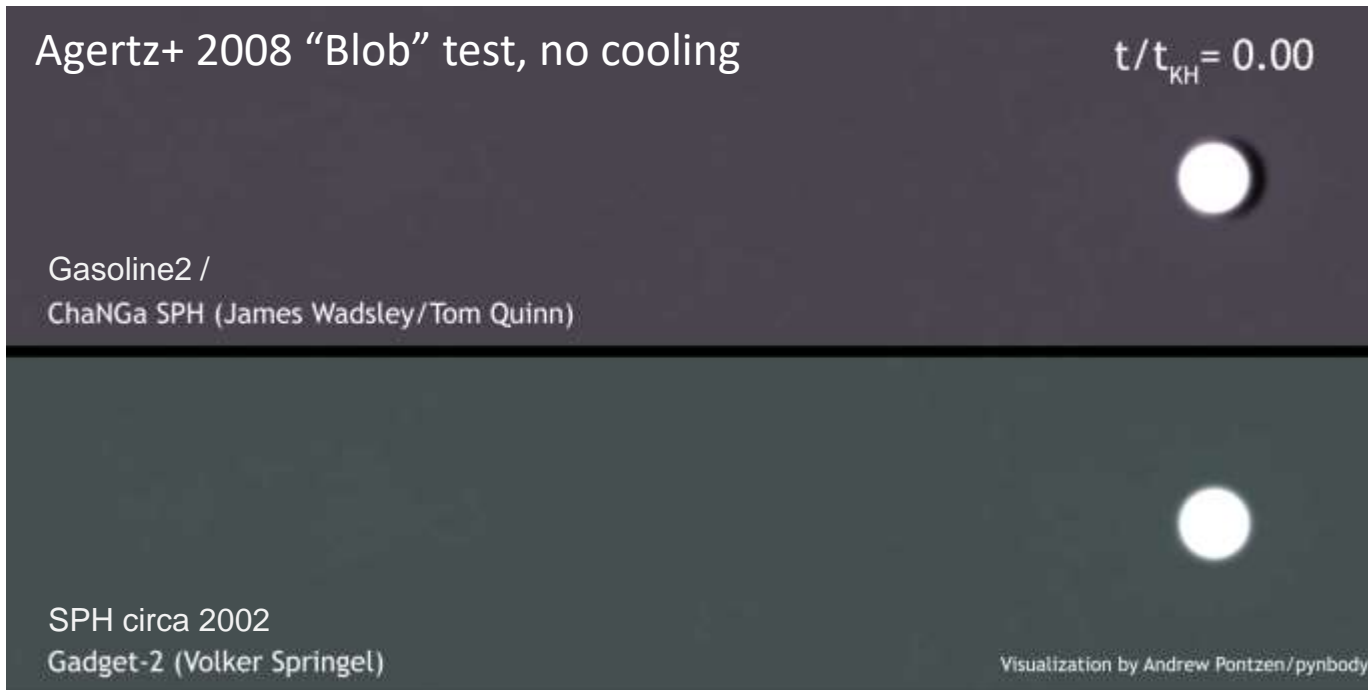 Agertz+ 2008 “Blob” test, no cooling
t/tKH= 0.00
Gasoline2 /
ChaNGa SPH (James Wadsley/Tom Quinn)
SPH circa 2002
Gadget-2 (Volker Springel)
Visualization by Andrew Pontzen/pynbody